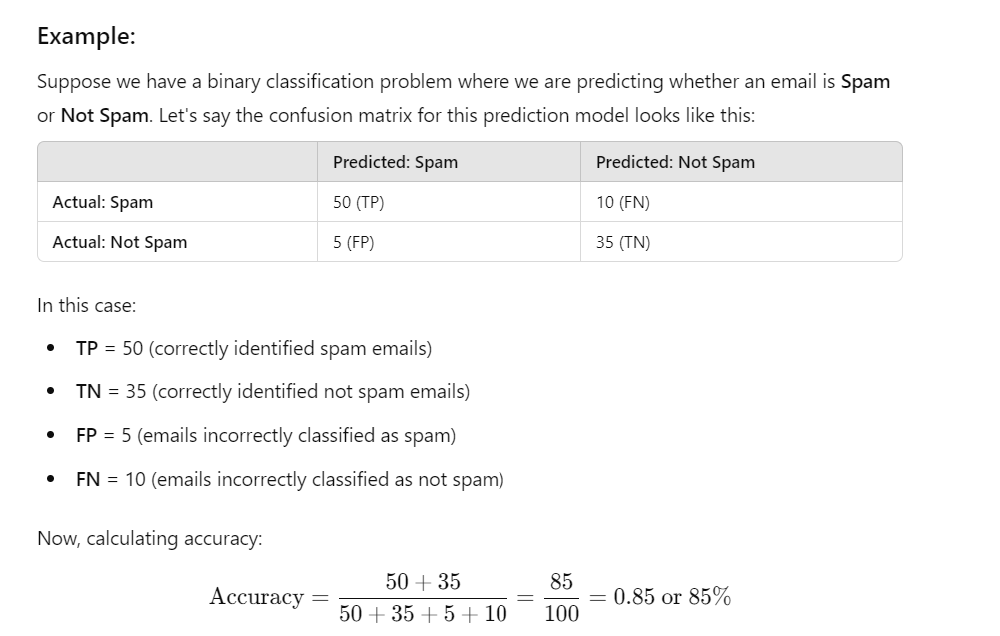 Example:
Suppose we have a binary classification problem where we are predicting whether an email is Spam
or Not Spam. Let's say the confusion matrix for this prediction model looks like this:
Predicted: Spam Predicted: Not Spam
Actual: Spam 50 (TP) 10 (FN)
Actual: Not Spam 5 (FP) 35 (TN)
In this case:
• TP = 50 (correctly identified spam emails)
• TN = 35 (correctly identified not spam emails)
• FP = 5 (emails incorrectly classified as spam)
• FN = 10 (emails incorrectly classified as not spam)
Now, calculating accuracy:
Accuracy = (50 + 35)/(50 + 35 + 5 + 10) = 85/100 = 0.85 or 85%